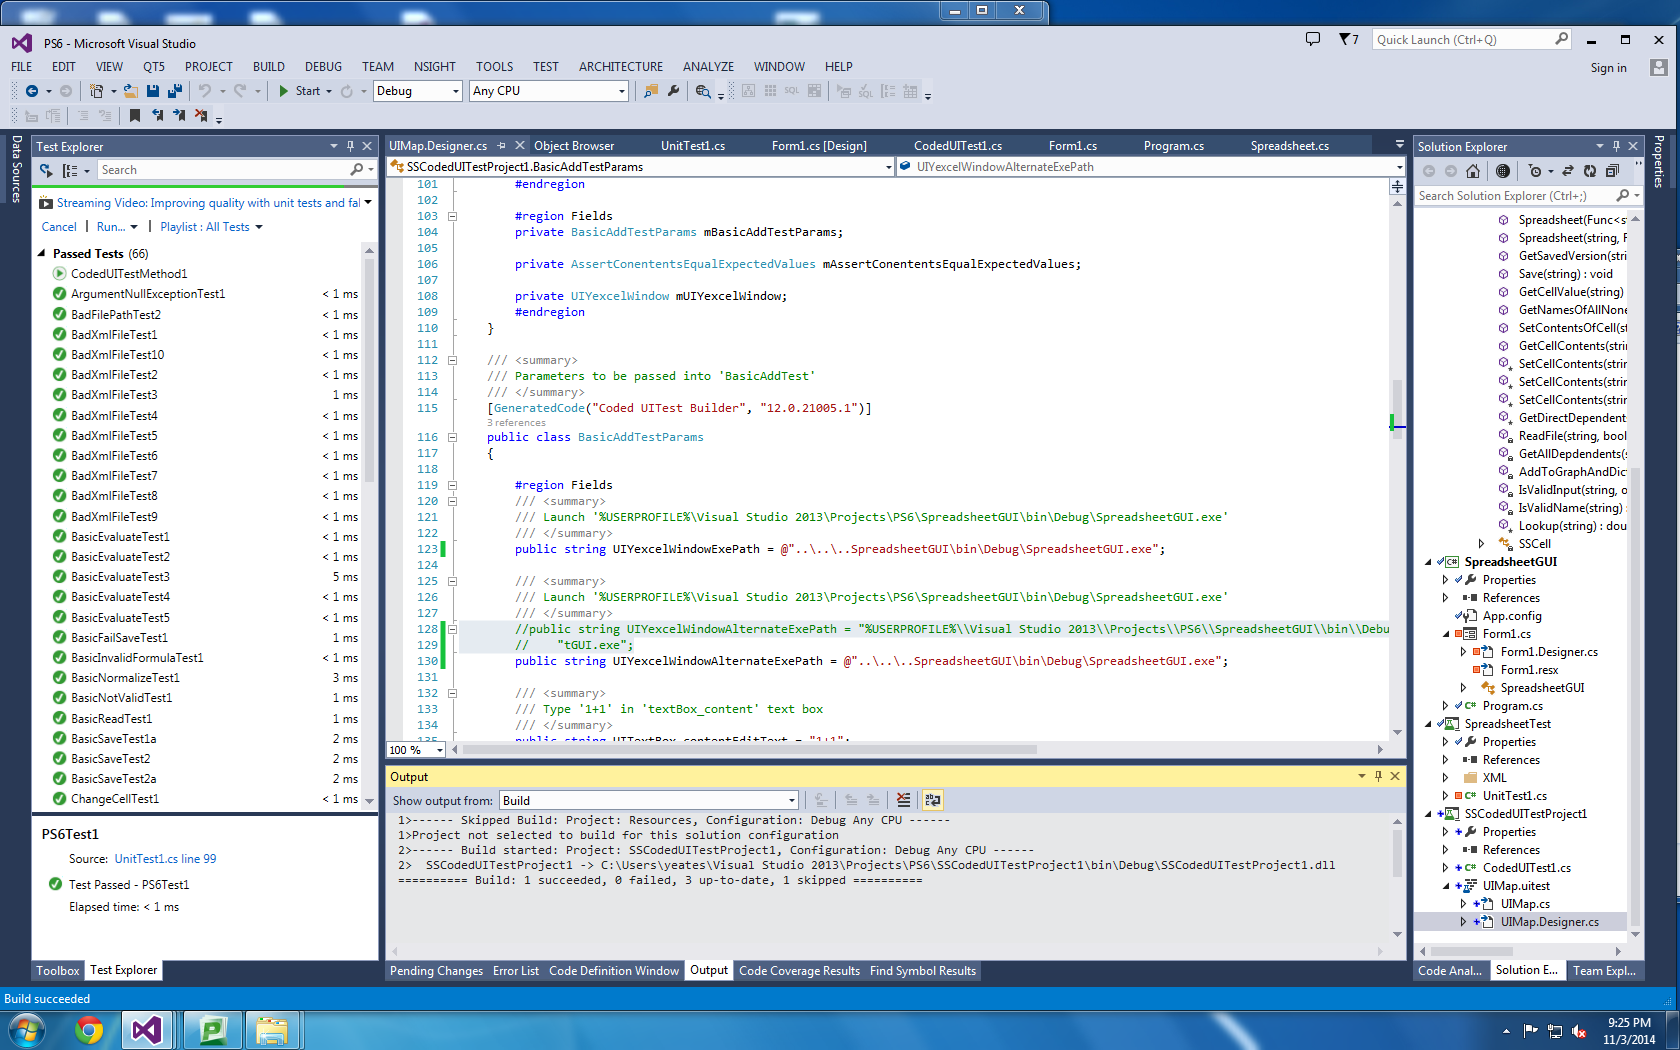 PS6 - Microsoft Visual Studio
7
Quick Launch (Ctrl+Q)
FILE EDIT VIEW QT5 PROJECT BUILD DEBUG TEAM NSIGHT TOOLS TEST ARCHITECTURE ANALYZE WINDOW HELP
Sign in
Start Debug Any CPU
Data Sources
Test Explorer
Search
Streaming Video: Improving quality with unit tests and fal
Cancel | Run... | Playlist : All Tests
Passed Tests (66)
CodedUITestMethod1
ArgumentNullExceptionTest1 < 1 ms
BadFilePathTest2 < 1 ms
BadXmlFileTest1 < 1 ms
BadXmlFileTest10 < 1 ms
BadXmlFileTest2 < 1 ms
BadXmlFileTest3 1 ms
BadXmlFileTest4 < 1 ms
BadXmlFileTest5 < 1 ms
BadXmlFileTest6 < 1 ms
BadXmlFileTest7 < 1 ms
BadXmlFileTest8 < 1 ms
BadXmlFileTest9 < 1 ms
BasicEvaluateTest1 < 1 ms
BasicEvaluateTest2 < 1 ms
BasicEvaluateTest3 5 ms
BasicEvaluateTest4 < 1 ms
BasicEvaluateTest5 < 1 ms
BasicFailSaveTest1 1 ms
BasicInvalidFormulaTest1 < 1 ms
BasicNormalizeTest1 3 ms
BasicNotValidTest1 1 ms
BasicReadTest1 < 1 ms
BasicSaveTest1a 2 ms
BasicSaveTest2 2 ms
BasicSaveTest2a 2 ms
ChangeCellTest1 < 1 ms
PS6Test1
Source: UnitTest1.cs line 99
Test Passed - PS6Test1
Elapsed time: < 1 ms
Toolbox Test Explorer
UIMap.Designer.cs Object Browser UnitTest1.cs Form1.cs [Design] CodedUITest1.cs Form1.cs Program.cs Spreadsheet.cs
SSCodedUITestProject1.BasicAddTestParams UIYexcelWindowAlternateExePath
101 #endregion
102
103 #region Fields
104 private BasicAddTestParams mBasicAddTestParams;
105
106 private AssertConententsEqualExpectedValues mAssertConententsEqualExpectedValues;
107
108 private UIYexcelWindow mUIYexcelWindow;
109 #endregion
110 }
111
112 /// <summary>
113 /// Parameters to be passed into 'BasicAddTest'
114 /// </summary>
115 [GeneratedCode("Coded UITest Builder", "12.0.21005.1")]
3 references
116 public class BasicAddTestParams
117 {
118
119 #region Fields
120 /// <summary>
121 /// Launch '%USERPROFILE%\Visual Studio 2013\Projects\PS6\SpreadsheetGUI\bin\Debug\SpreadsheetGUI.exe'
122 /// </summary>
123 public string UIYexcelWindowExePath = @"..\..\..SpreadsheetGUI\bin\Debug\SpreadsheetGUI.exe";
124
125 /// <summary>
126 /// Launch '%USERPROFILE%\Visual Studio 2013\Projects\PS6\SpreadsheetGUI\bin\Debug\SpreadsheetGUI.exe'
127 /// </summary>
128 //public string UIYexcelWindowAlternateExePath = "%USERPROFILE%\\Visual Studio 2013\\Projects\\PS6\\SpreadsheetGUI\\bin\\Debu
129 // "tGUI.exe";
130 public string UIYexcelWindowAlternateExePath = @"..\..\..SpreadsheetGUI\bin\Debug\SpreadsheetGUI.exe";
131
132 /// <summary>
133 /// Type '1+1' in 'textBox_content' text box
134 /// </summary>
135 public string UITextBox_contentEditText = "1+1";
100 %
Output
Show output from: Build
1>------ Skipped Build: Project: Resources, Configuration: Debug Any CPU ------
1>Project not selected to build for this solution configuration
2>------ Build started: Project: SSCodedUITestProject1, Configuration: Debug Any CPU ------
2> SSCodedUITestProject1 -> C:\Users\yeates\Visual Studio 2013\Projects\PS6\SSCodedUITestProject1\bin\Debug\SSCodedUITestProject1.dll
========== Build: 1 succeeded, 0 failed, 3 up-to-date, 1 skipped ==========
Pending Changes Error List Code Definition Window Output Code Coverage Results Find Symbol Results
Solution Explorer
Search Solution Explorer (Ctrl+;)
Spreadsheet(Func<s
Spreadsheet(string, F
GetSavedVersion(stri
Save(string) : void
GetCellValue(string)
GetNamesOfAllNone
SetContentsOfCell(st
GetCellContents(strin
SetCellContents(strin
SetCellContents(strin
SetCellContents(strin
GetDirectDependent
ReadFile(string, bool
GetAllDepdendents(s
AddToGraphAndDic
IsValidInput(string, o
IsValidName(string)
Lookup(string) : dou
SSCell
SpreadsheetGUI
Properties
References
App.config
Form1.cs
Form1.Designer.cs
Form1.resx
SpreadsheetGUI
Program.cs
SpreadsheetTest
Properties
References
XML
UnitTest1.cs
SSCodedUITestProject1
Properties
References
CodedUITest1.cs
UIMap.uitest
UIMap.cs
UIMap.Designer.cs
Code Anal... Solution E... Team Expl...
Properties
Build succeeded
9:25 PM
11/3/2014